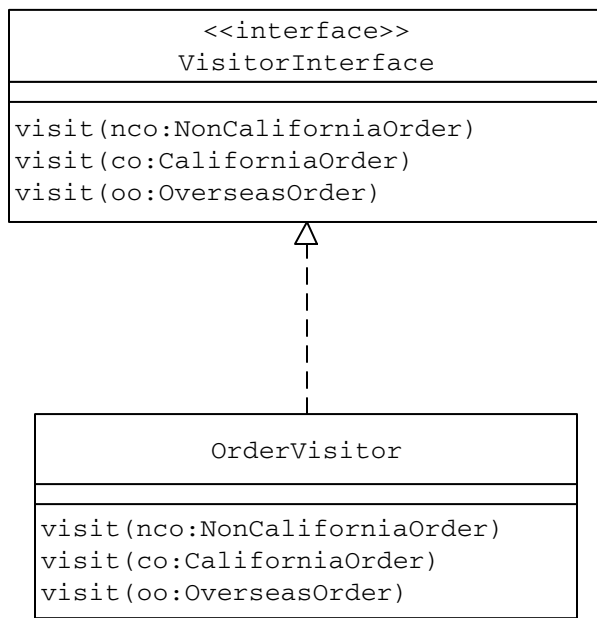 <<interface>>
VisitorInterface
visit(nco:NonCaliforniaOrder)
visit(co:CaliforniaOrder)
visit(oo:OverseasOrder)
OrderVisitor
visit(nco:NonCaliforniaOrder)
visit(co:CaliforniaOrder)
visit(oo:OverseasOrder)